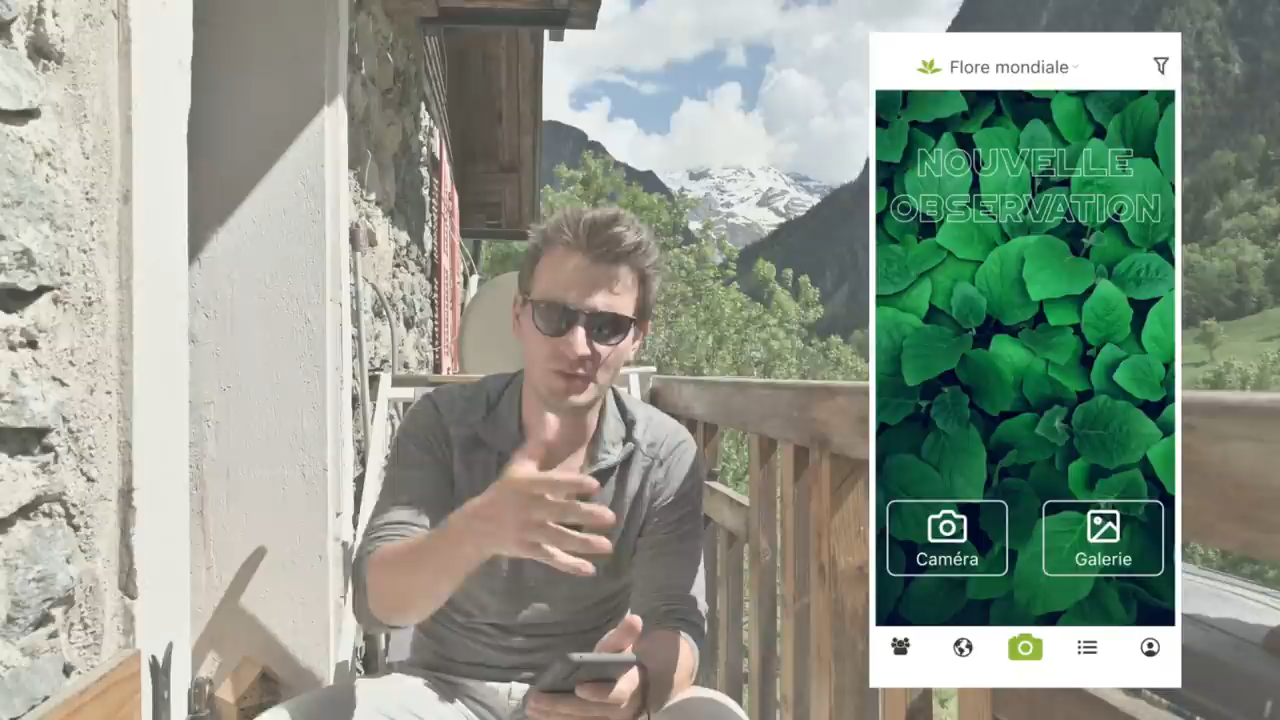 Flore mondiale
NOUVELLE
OBSERVATION
Caméra
Galerie